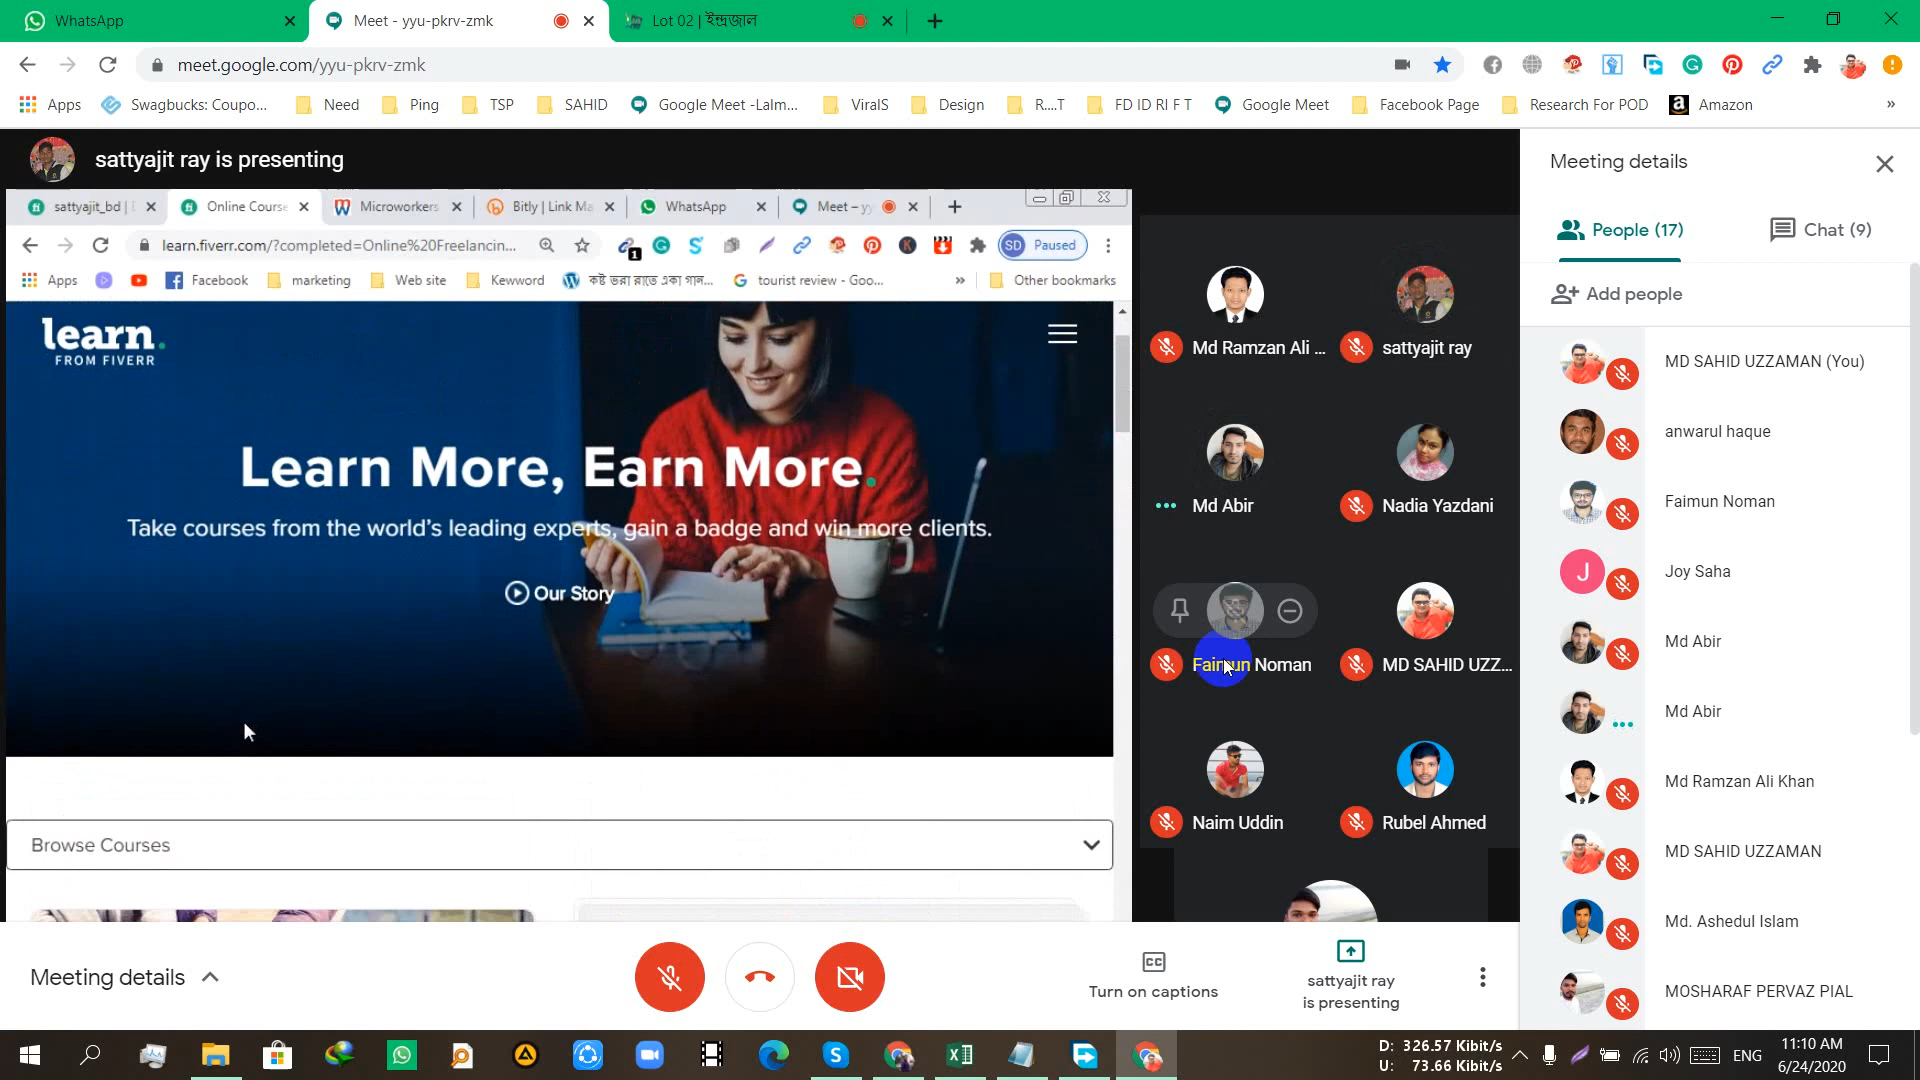 WhatsApp
Meet - yyu-pkrv-zmk
Lot 02 | ইন্দ্রজাল
meet.google.com/yyu-pkrv-zmk
Apps
Swagbucks: Coupo...
Need
Ping
TSP
SAHID
Google Meet -Lalm...
ViralS
Design
R....T
FD ID RI F T
Google Meet
Facebook Page
Research For POD
Amazon
»
sattyajit ray is presenting
sattyajit_bd |
Online Course
Microworkers
Bitly | Link Ma
WhatsApp
Meet – yy
learn.fiverr.com/?completed=Online%20Freelancin...
1
SD Paused
Apps
Facebook
marketing
Web site
Kewword
কষ্ট ভরা রাতে একা গান...
tourist review - Goo...
»
Other bookmarks
learn.
FROM FIVERR
Learn More, Earn More.
Take courses from the world's leading experts, gain a badge and win more clients.
Our Story
Browse Courses
Md Ramzan Ali ...
sattyajit ray
Md Abir
Nadia Yazdani
Faimun Noman
MD SAHID UZZ...
Naim Uddin
Rubel Ahmed
Meeting details
People (17)
Chat (9)
Add people
MD SAHID UZZAMAN (You)
anwarul haque
Faimun Noman
J
Joy Saha
Md Abir
Md Abir
Md Ramzan Ali Khan
MD SAHID UZZAMAN
Md. Ashedul Islam
MOSHARAF PERVAZ PIAL
Meeting details
CC
Turn on captions
sattyajit ray
is presenting
D: 326.57 Kibit/s
U: 73.66 Kibit/s
ENG
11:10 AM
6/24/2020